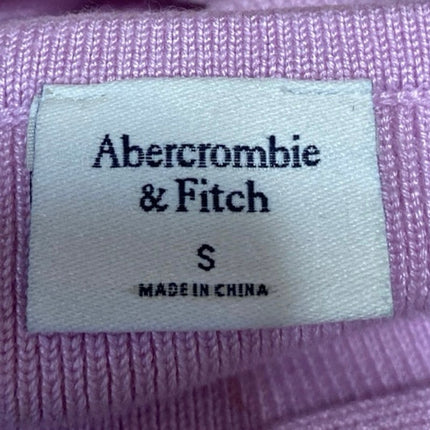 Abercrombie
& Fitch
S
MADE IN CHINA